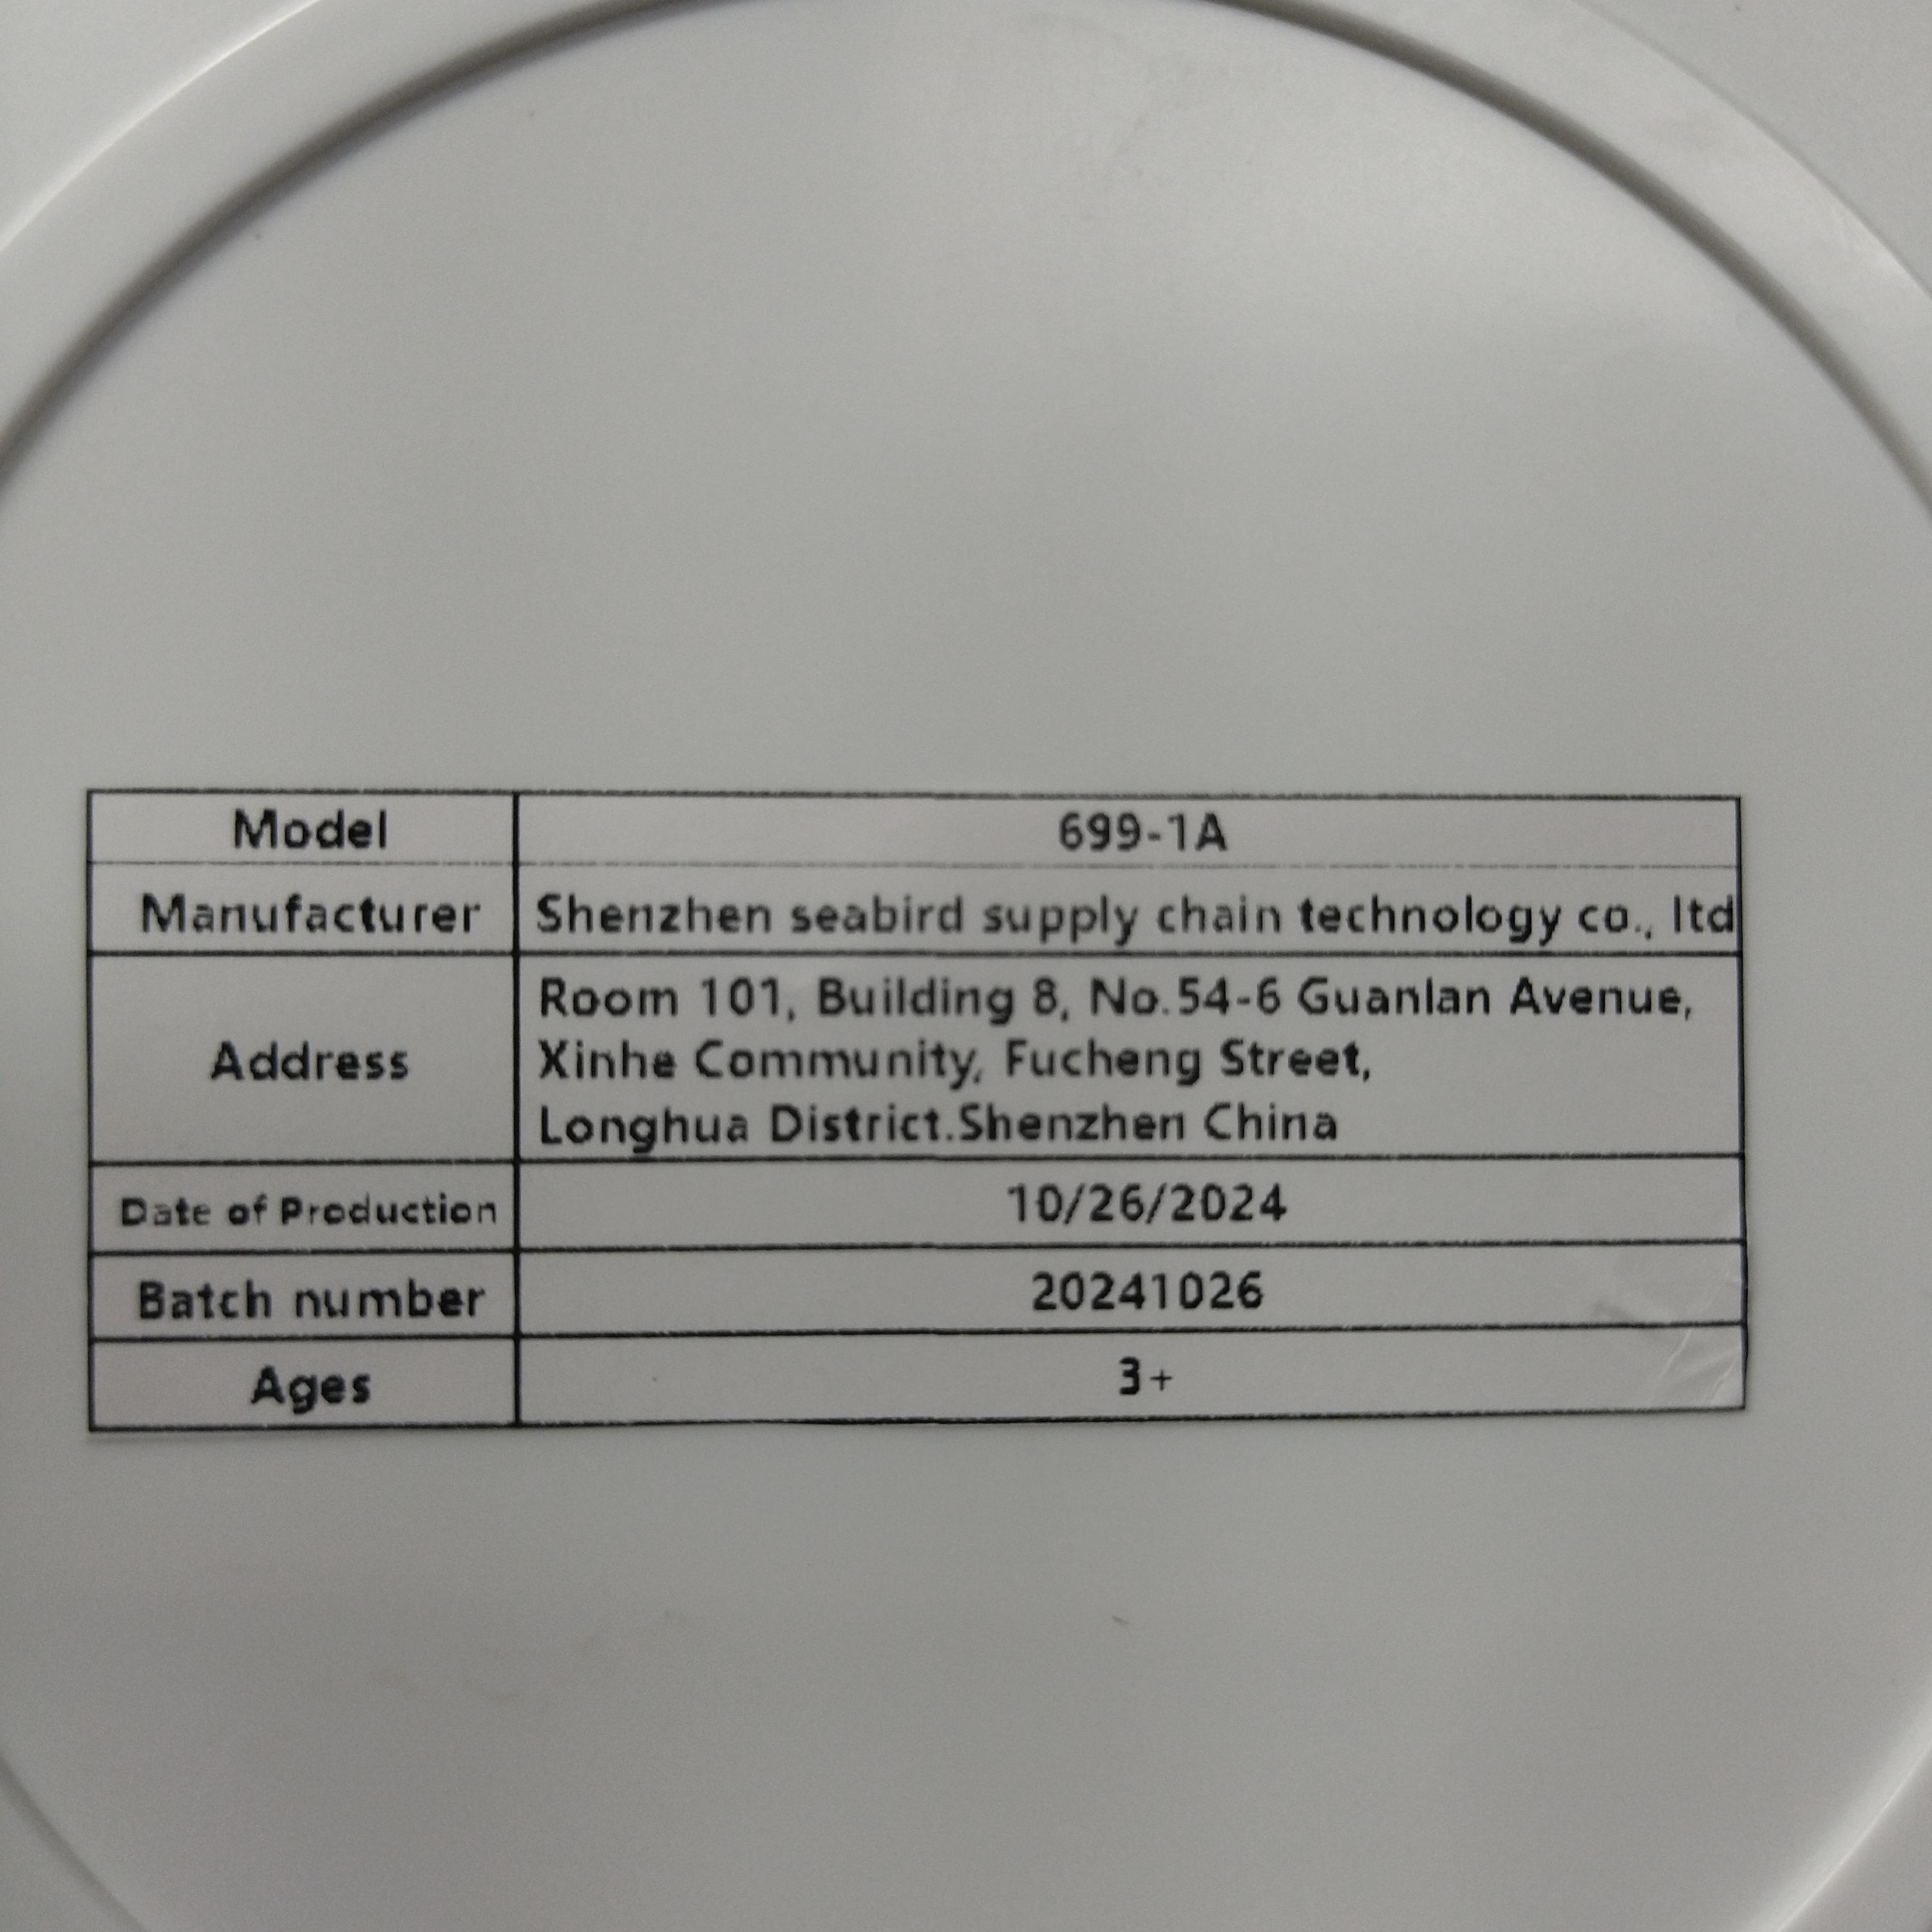 Model 699-1A
Manufacturer Shenzhen seabird supply chain technology co., ltd
Address Room 101, Building 8, No.54-6 Guanlan Avenue,
Xinhe Community, Fucheng Street,
Longhua District.Shenzhen China
Date of Production 10/26/2024
Batch number 20241026
Ages 3+